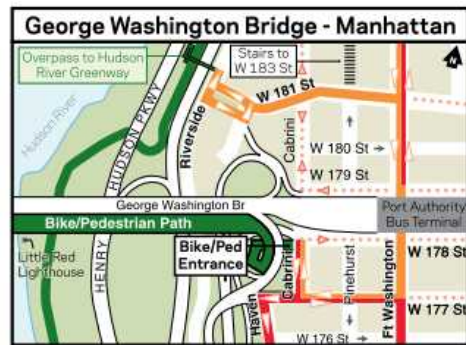 George Washington Bridge - Manhattan
Overpass to Hudson
River Greenway
Stairs to
W 183 St
Hudson River
HUDSON PKWY
Riverside
W 181 St
Cabrini
W 180 St
W 179 St
George Washington Br
Port Authority
Bus Terminal
Bike/Pedestrian Path
Bike/Ped
Entrance
Little Red
Lighthouse
HENRY
Cabrini
Pinehurst
Ft Washington
W 178 St
W 177 St
Haven
W 176 St
N